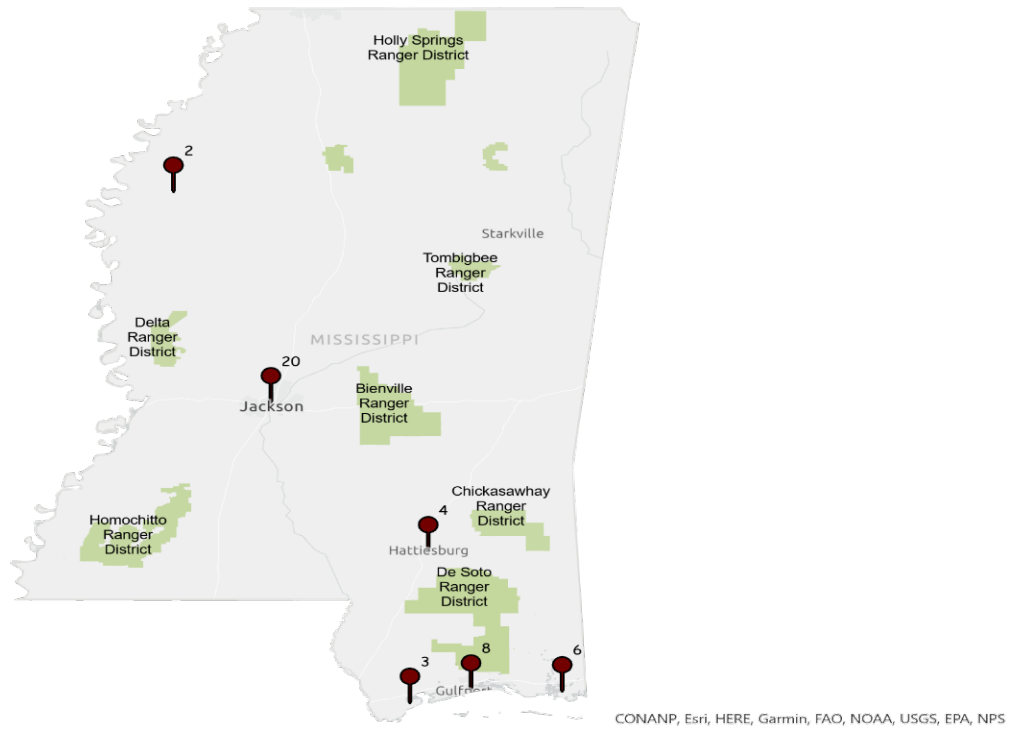 Holly Springs
Ranger District
2
Starkville
Tombigbee
Ranger
District
Delta
Ranger
District
MISSISSIPPI
20
Jackson
Bienville
Ranger
District
Chickasawhay
Ranger
District
4
Hattiesburg
Homochitto
Ranger
District
De Soto
Ranger
District
3
8
6
Gulfport
CONANP, Esri, HERE, Garmin, FAO, NOAA, USGS, EPA, NPS